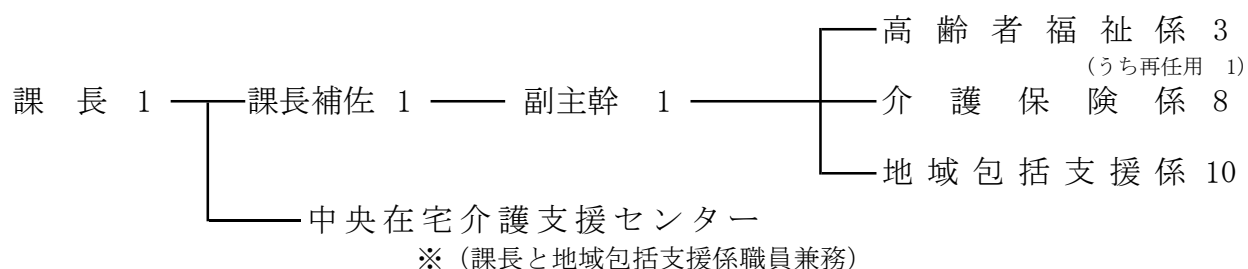 高齢者福祉係 3
(うち再任用 1)
課長 1 課長補佐 1 副主幹 1 介護保険係 8
地域包括支援係 10
中央在宅介護支援センター
※（課長と地域包括支援係職員兼務）